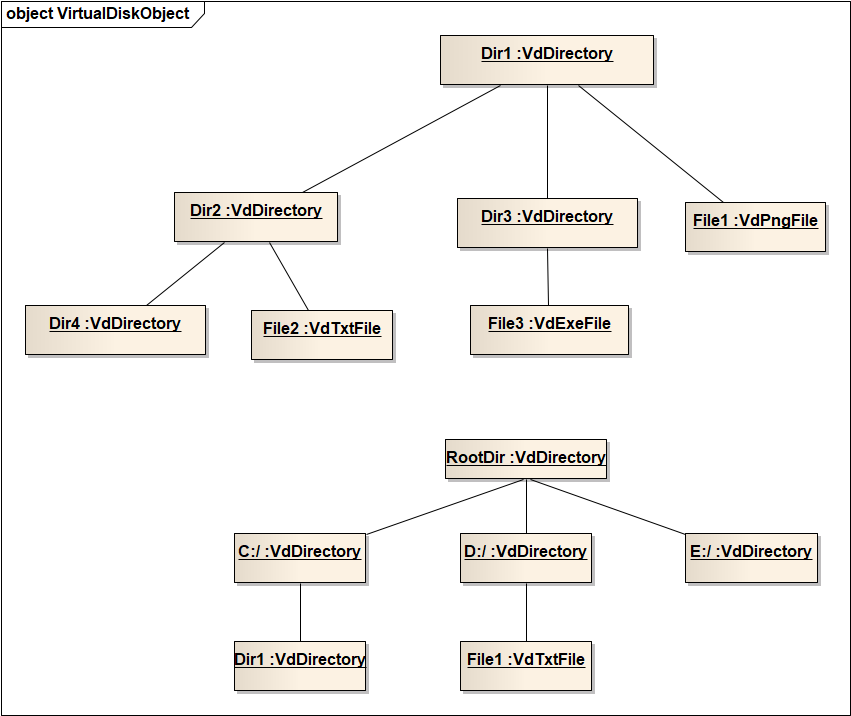 object VirtualDiskObject
Dir1 :VdDirectory
Dir2 :VdDirectory
Dir3 :VdDirectory
File1 :VdPngFile
Dir4 :VdDirectory
File2 :VdTxtFile
File3 :VdExeFile
RootDir :VdDirectory
C:/ :VdDirectory
D:/ :VdDirectory
E:/ :VdDirectory
Dir1 :VdDirectory
File1 :VdTxtFile